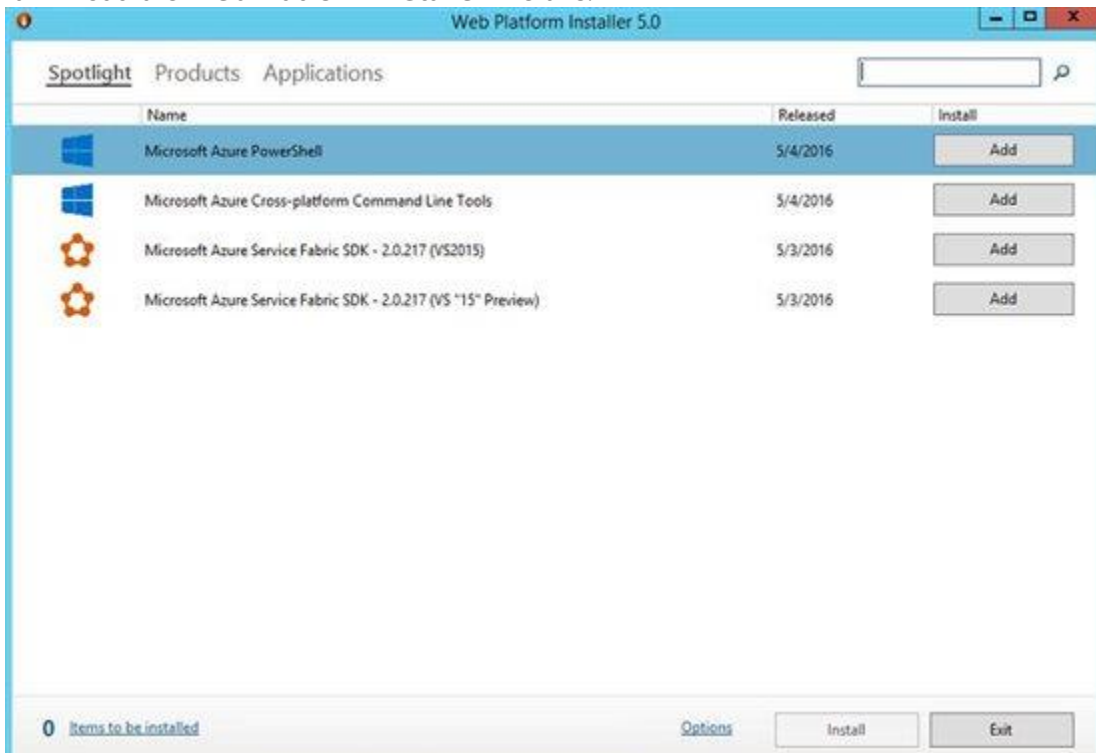 Web Platform Installer 5.0
Spotlight Products Applications
Name Released Install
Microsoft Azure PowerShell 5/4/2016 Add
Microsoft Azure Cross-platform Command Line Tools 5/4/2016 Add
Microsoft Azure Service Fabric SDK - 2.0.217 (VS2015) 5/3/2016 Add
Microsoft Azure Service Fabric SDK - 2.0.217 (VS "15" Preview) 5/3/2016 Add
0 Items to be installed Options Install Exit